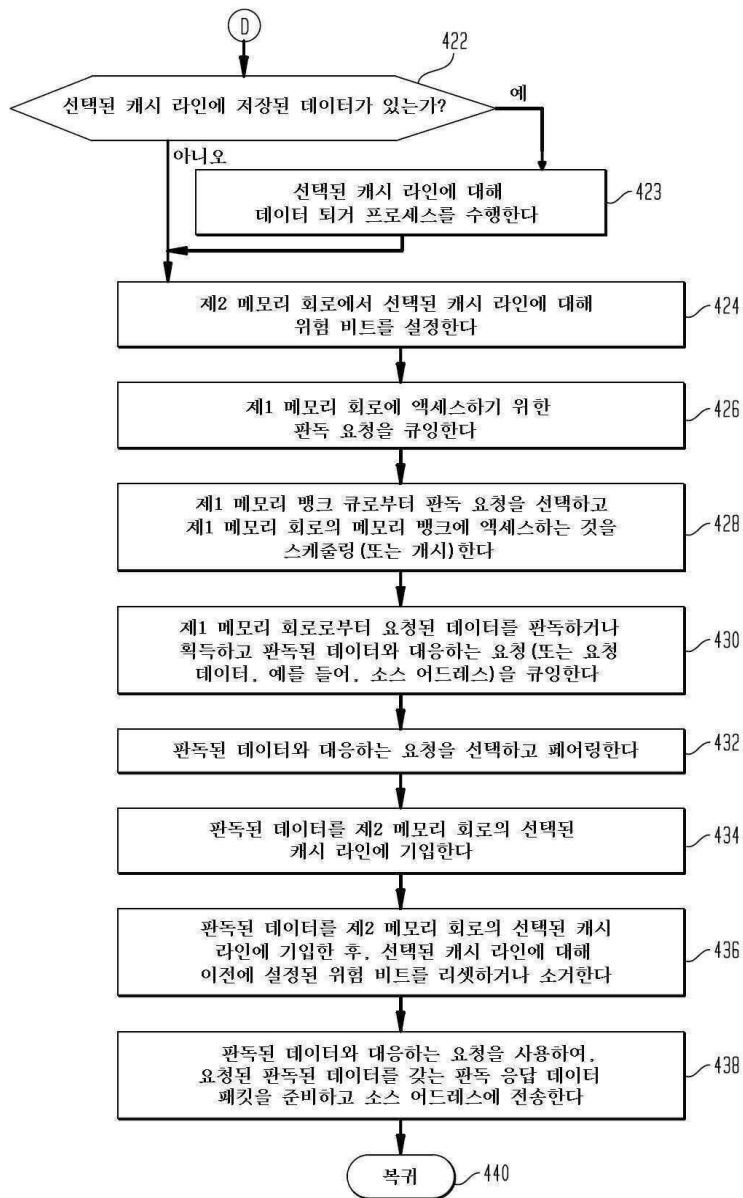 D
422
선택된 캐시 라인에 저장된 데이터가 있는가?
예
아니오
선택된 캐시 라인에 대해
데이터 퇴거 프로세스를 수행한다
423
제2 메모리 회로에서 선택된 캐시 라인에 대해
위험 비트를 설정한다
424
제1 메모리 회로에 액세스하기 위한
판독 요청을 큐잉한다
426
제1 메모리 뱅크 큐로부터 판독 요청을 선택하고
제1 메모리 회로의 메모리 뱅크에 액세스하는 것을
스케줄링(또는 개시)한다
428
제1 메모리 회로로부터 요청된 데이터를 판독하거나
획득하고 판독된 데이터와 대응하는 요청(또는 요청
데이터, 예를 들어, 소스 어드레스)을 큐잉한다
430
판독된 데이터와 대응하는 요청을 선택하고 페어링한다
432
판독된 데이터를 제2 메모리 회로의 선택된
캐시 라인에 기입한다
434
판독된 데이터를 제2 메모리 회로의 선택된 캐시
라인에 기입한 후, 선택된 캐시 라인에 대해
이전에 설정된 위험 비트를 리셋하거나 소거한다
436
판독된 데이터와 대응하는 요청을 사용하여,
요청된 판독된 데이터를 갖는 판독 응답 데이터
패킷을 준비하고 소스 어드레스에 전송한다
438
복귀
440